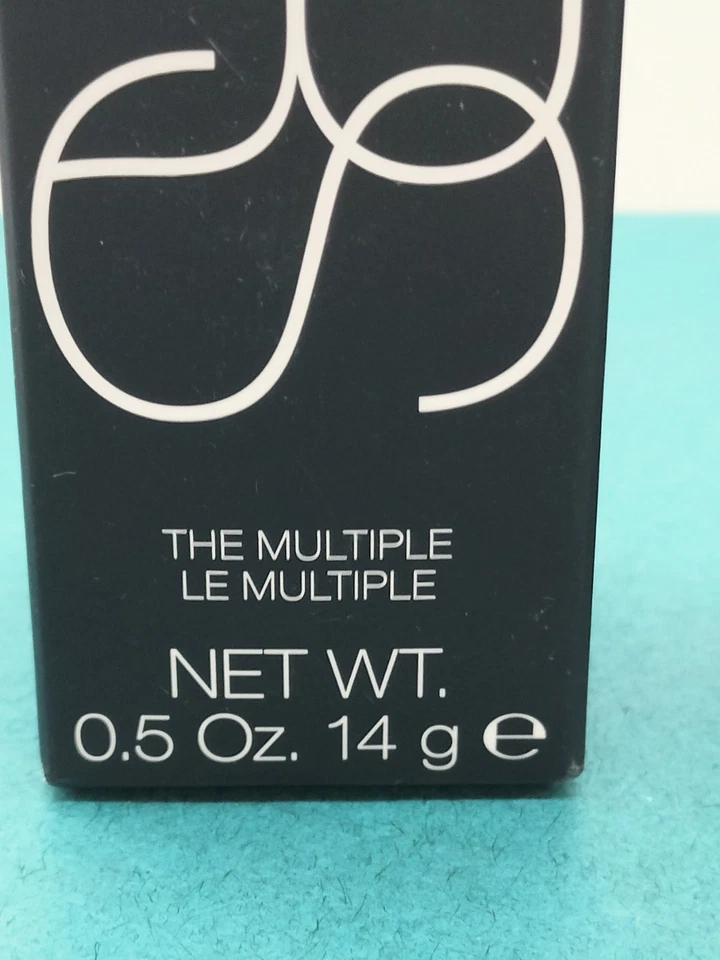 THE MULTIPLE
LE MULTIPLE
NET WT.
0.5 Oz. 14 g ℮